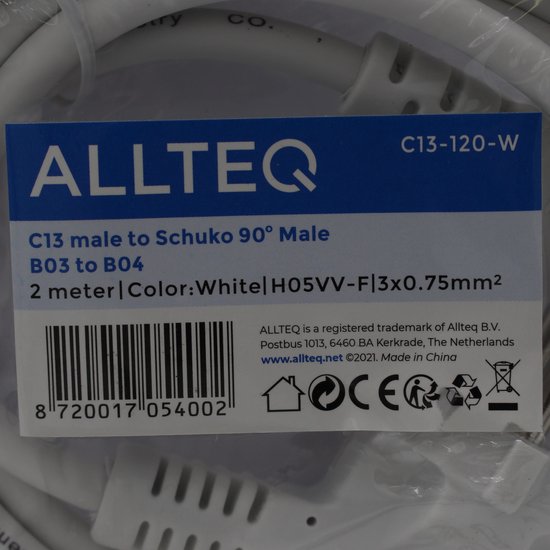 CO.
ALLTEQ
C13-120-W
C13 male to Schuko 90° Male
B03 to B04
2 meter|Color:White|H05VV-F|3x0.75mm²
ALLTEQ is a registered trademark of Allteq B.V.
Postbus 1013, 6460 BA Kerkrade, The Netherlands
www.allteq.net ©2021. Made in China
8 720017 054002
CE